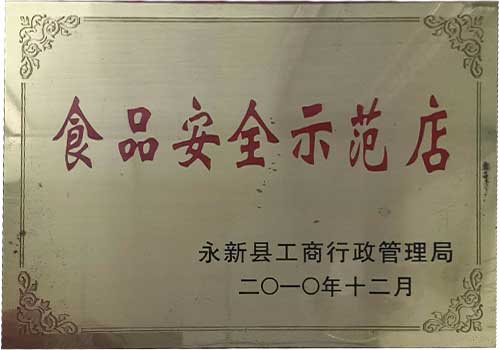 食品安全示范店
永新县工商行政管理局
二〇一〇年十二月